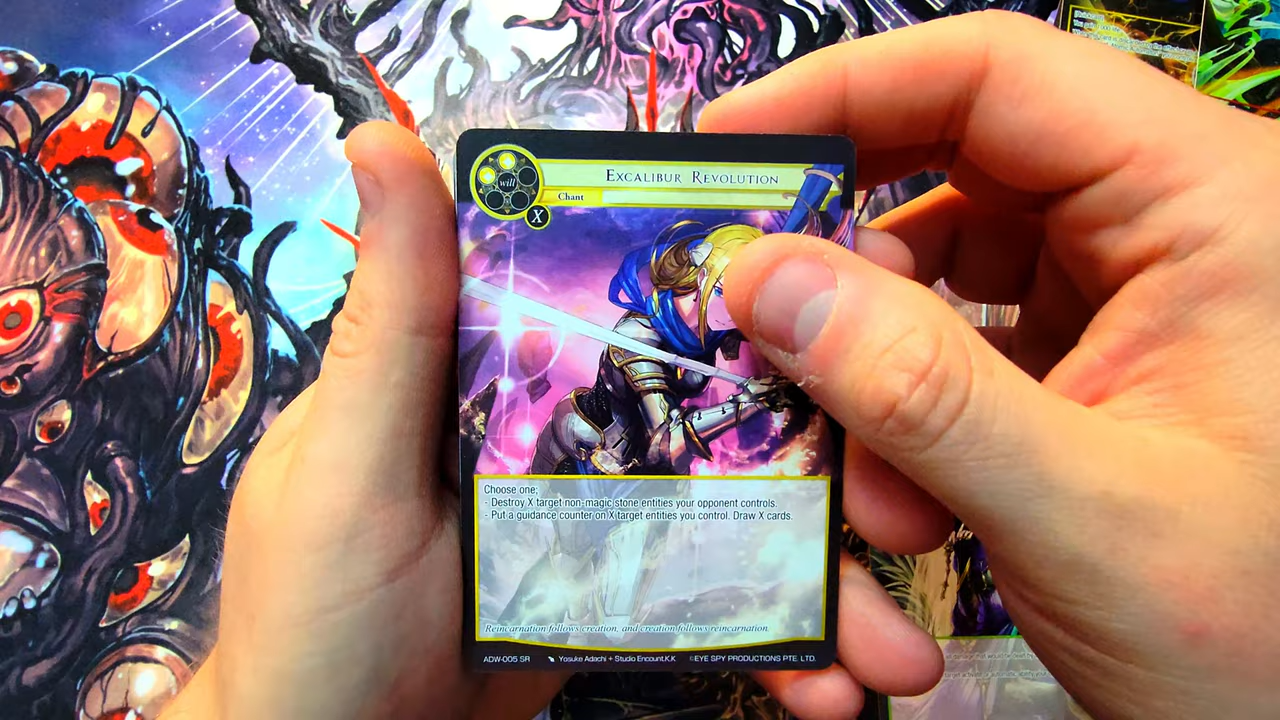 EXCALIBUR REVOLUTION
will
Chant
X
Choose one;
- Destroy X target non-magic stone entities your opponent controls.
- Put a guidance counter on X target entities you control. Draw X cards.
Reincarnation follows creation, and creation follows reincarnation.
ADW-005 SR Yosuke Adachi + Studio Encount.K.K ©EYE SPY PRODUCTIONS PTE. LTD.